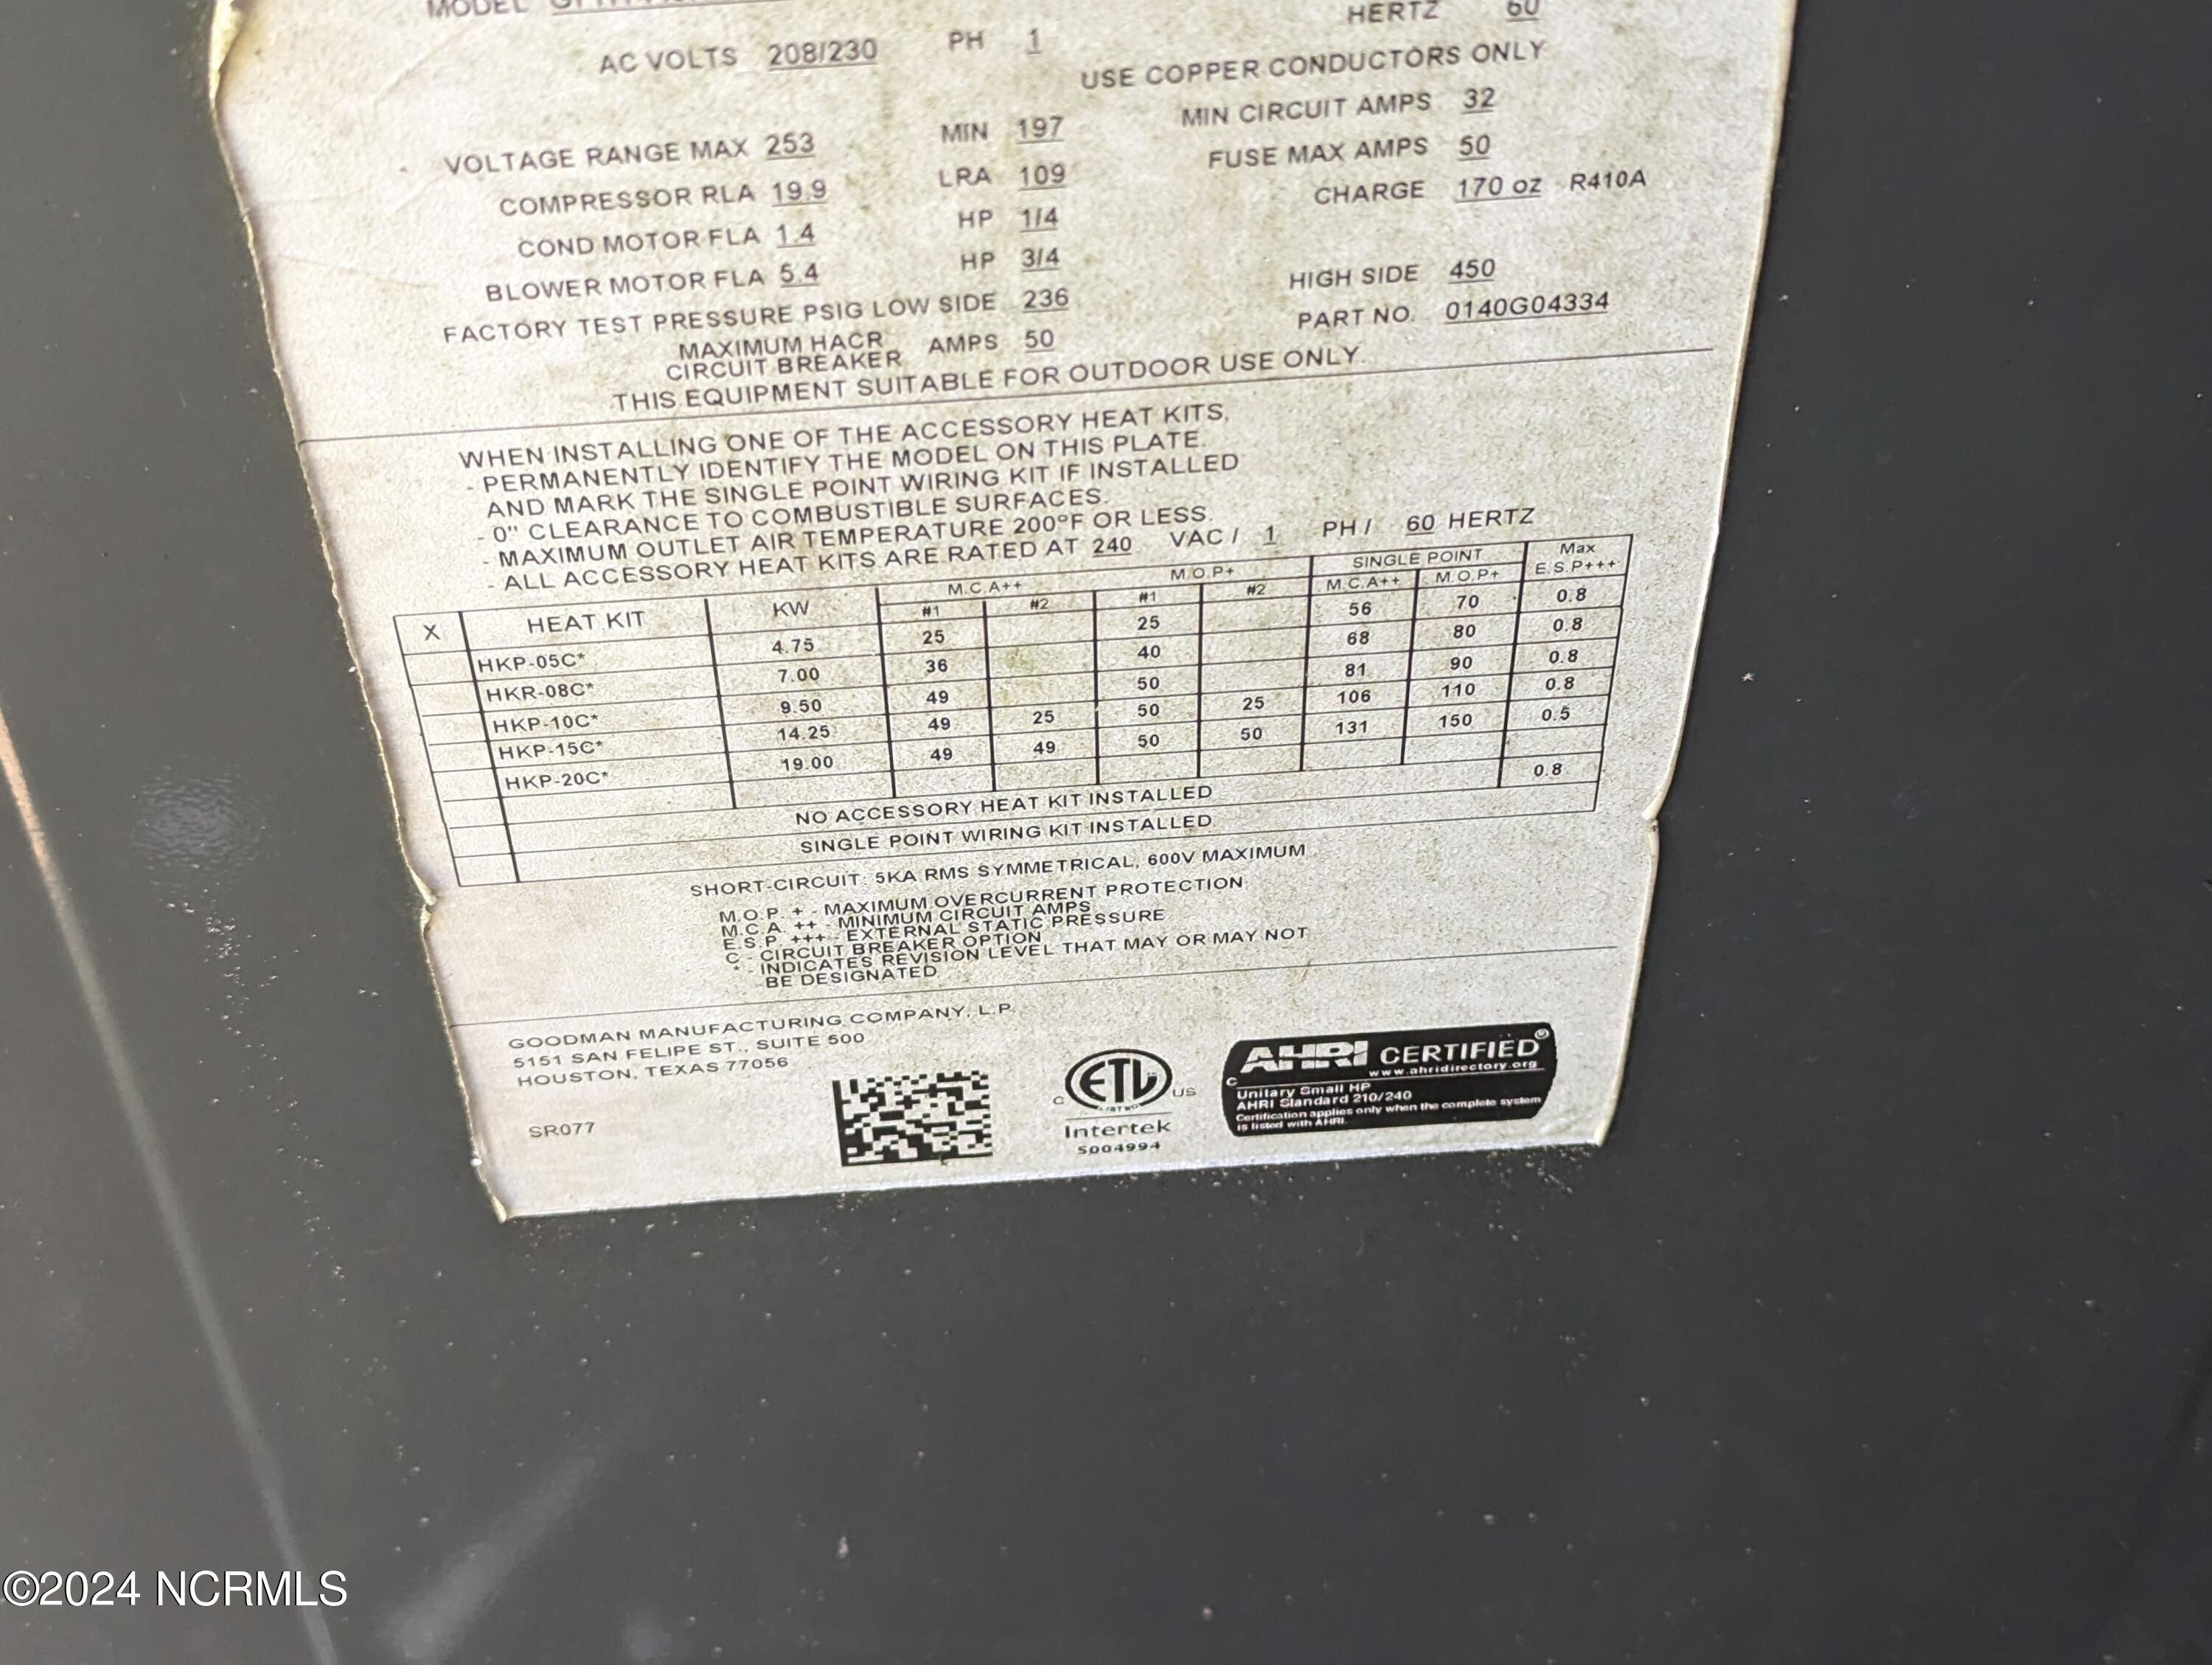 MODEL
HERTZ 60
AC VOLTS 208/230 PH 1
USE COPPER CONDUCTORS ONLY
VOLTAGE RANGE MAX 253 MIN 197 MIN CIRCUIT AMPS 32
COMPRESSOR RLA 19.9 LRA 109 FUSE MAX AMPS 50
COND MOTOR FLA 1.4 HP 1/4 CHARGE 170 oz R410A
BLOWER MOTOR FLA 5.4 HP 3/4
FACTORY TEST PRESSURE PSIG LOW SIDE 236 HIGH SIDE 450
MAXIMUM HACR
CIRCUIT BREAKER AMPS 50 PART NO. 0140G04334
THIS EQUIPMENT SUITABLE FOR OUTDOOR USE ONLY.
WHEN INSTALLING ONE OF THE ACCESSORY HEAT KITS,
- PERMANENTLY IDENTIFY THE MODEL ON THIS PLATE.
AND MARK THE SINGLE POINT WIRING KIT IF INSTALLED
- 0" CLEARANCE TO COMBUSTIBLE SURFACES.
- MAXIMUM OUTLET AIR TEMPERATURE 200ºF OR LESS.
- ALL ACCESSORY HEAT KITS ARE RATED AT 240 VAC / 1 PH / 60 HERTZ
X HEAT KIT KW M.C.A++ M.O.P+ SINGLE POINT Max
#1 #2 #1 #2 M.C.A++ M.O.P+ E.S.P+++
HKP-05C* 4.75 25 25 56 70 0.8
HKR-08C* 7.00 36 40 68 80 0.8
HKP-10C* 9.50 49 50 81 90 0.8
HKP-15C* 14.25 49 25 50 25 106 110 0.8
HKP-20C* 19.00 49 49 50 50 131 150 0.5
NO ACCESSORY HEAT KIT INSTALLED 0.8
SINGLE POINT WIRING KIT INSTALLED
SHORT-CIRCUIT: 5KA RMS SYMMETRICAL, 600V MAXIMUM
M.O.P. + - MAXIMUM OVERCURRENT PROTECTION
M.C.A. ++ - MINIMUM CIRCUIT AMPS
E.S.P. +++ - EXTERNAL STATIC PRESSURE
C - CIRCUIT BREAKER OPTION
* - INDICATES REVISION LEVEL THAT MAY OR MAY NOT
BE DESIGNATED
GOODMAN MANUFACTURING COMPANY, L.P.
5151 SAN FELIPE ST., SUITE 500
HOUSTON, TEXAS 77056
SR077
C ETL US
Intertek
5004994
AHRI CERTIFIED®
www.ahridirectory.org
C
Unitary Small HP
AHRI Standard 210/240
Certification applies only when the complete system
is listed with AHRI.
©2024 NCRMLS